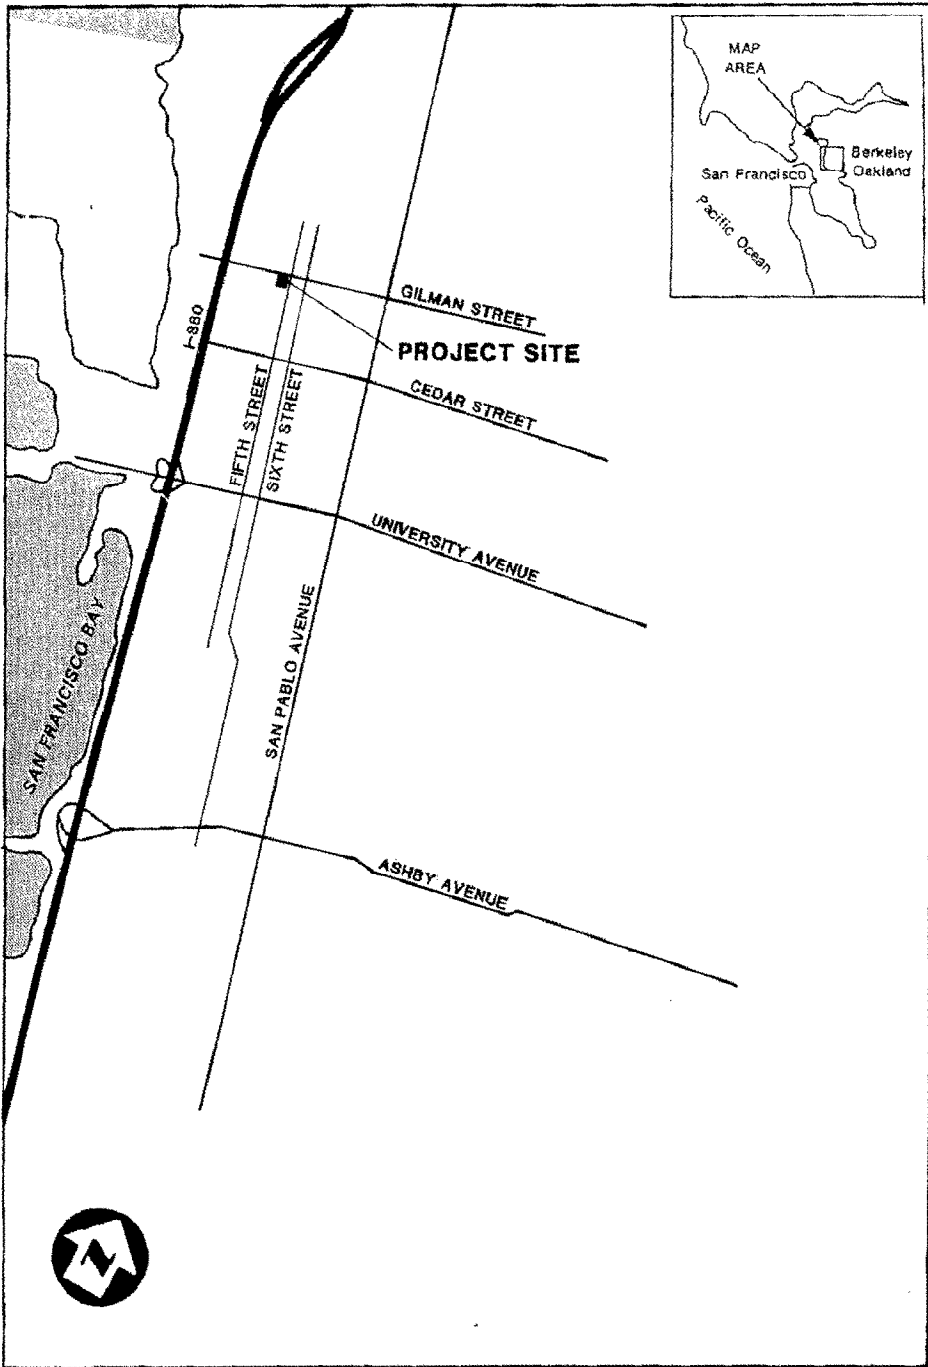 MAP
AREA
Berkeley
Oakland
San Francisco
Pacific Ocean
GILMAN STREET
I-880
PROJECT SITE
CEDAR STREET
FIFTH STREET
SIXTH STREET
UNIVERSITY AVENUE
SAN FRANCISCO BAY
SAN PABLO AVENUE
ASHBY AVENUE
N